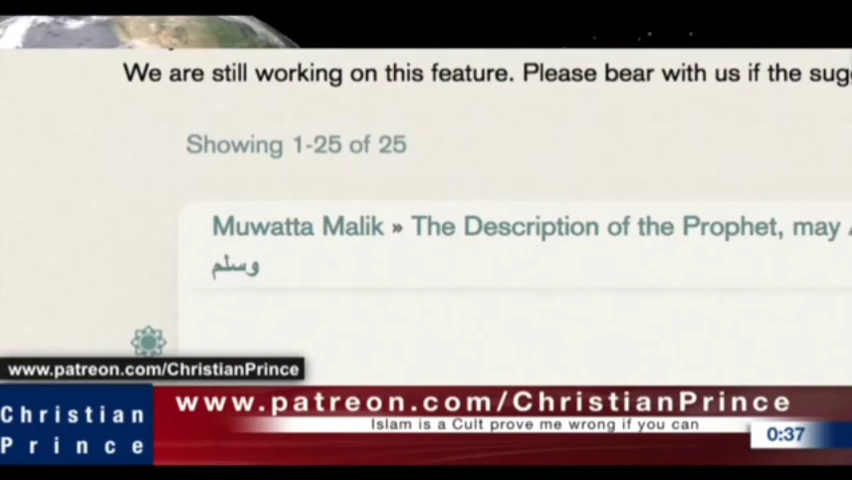 We are still working on this feature. Please bear with us if the sug
Showing 1-25 of 25
Muwatta Malik » The Description of the Prophet, may
وسلم
www.patreon.com/ChristianPrince
www.patreon.com/ChristianPrince
Islam is a Cult prove me wrong if you can
Christian
Prince
0:37